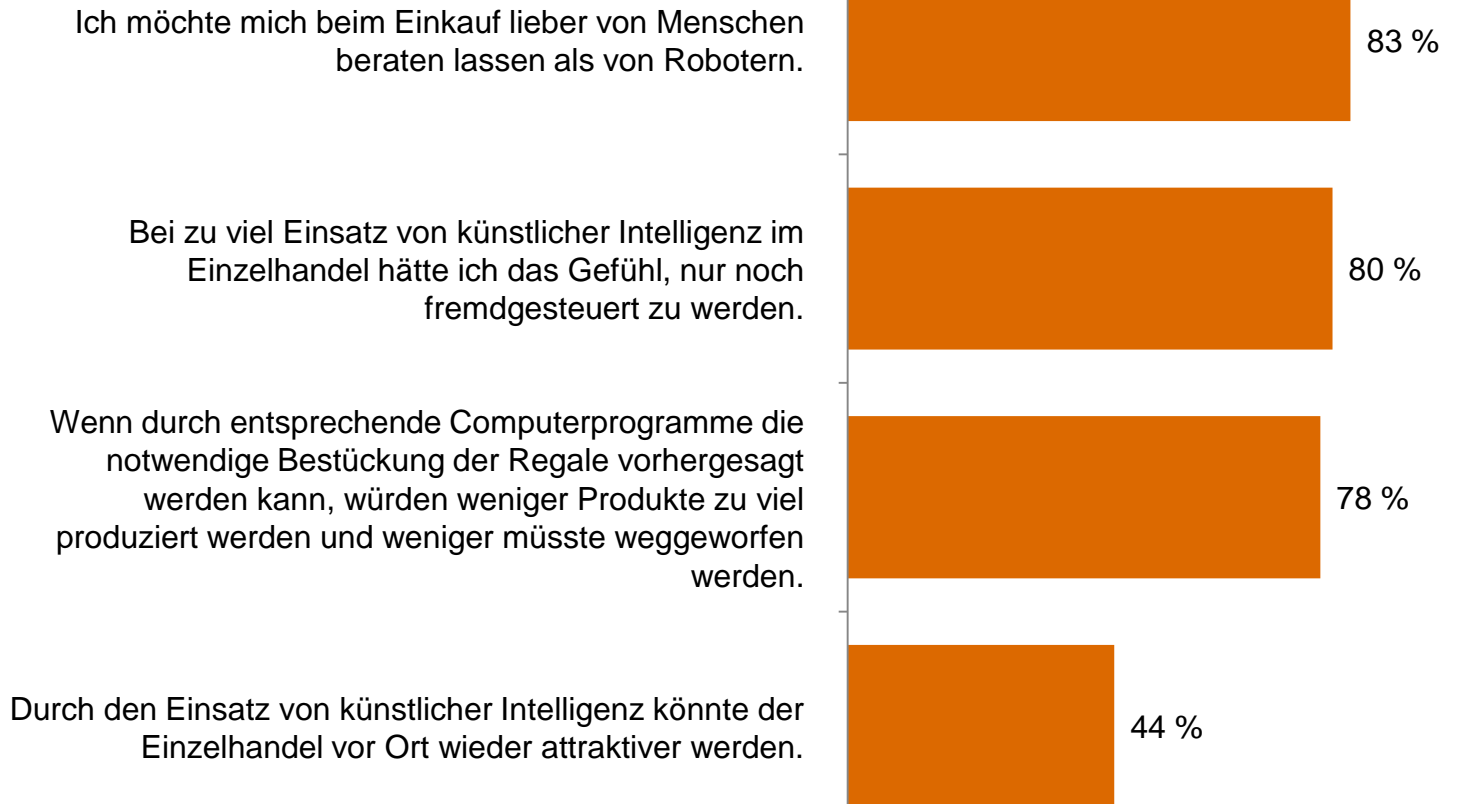 Ich möchte mich beim Einkauf lieber von Menschen
beraten lassen als von Robotern.
83 %
Bei zu viel Einsatz von künstlicher Intelligenz im
Einzelhandel hätte ich das Gefühl, nur noch
fremdgesteuert zu werden.
80 %
Wenn durch entsprechende Computerprogramme die
notwendige Bestückung der Regale vorhergesagt
werden kann, würden weniger Produkte zu viel
produziert werden und weniger müsste weggeworfen
werden.
78 %
Durch den Einsatz von künstlicher Intelligenz könnte der
Einzelhandel vor Ort wieder attraktiver werden.
44 %